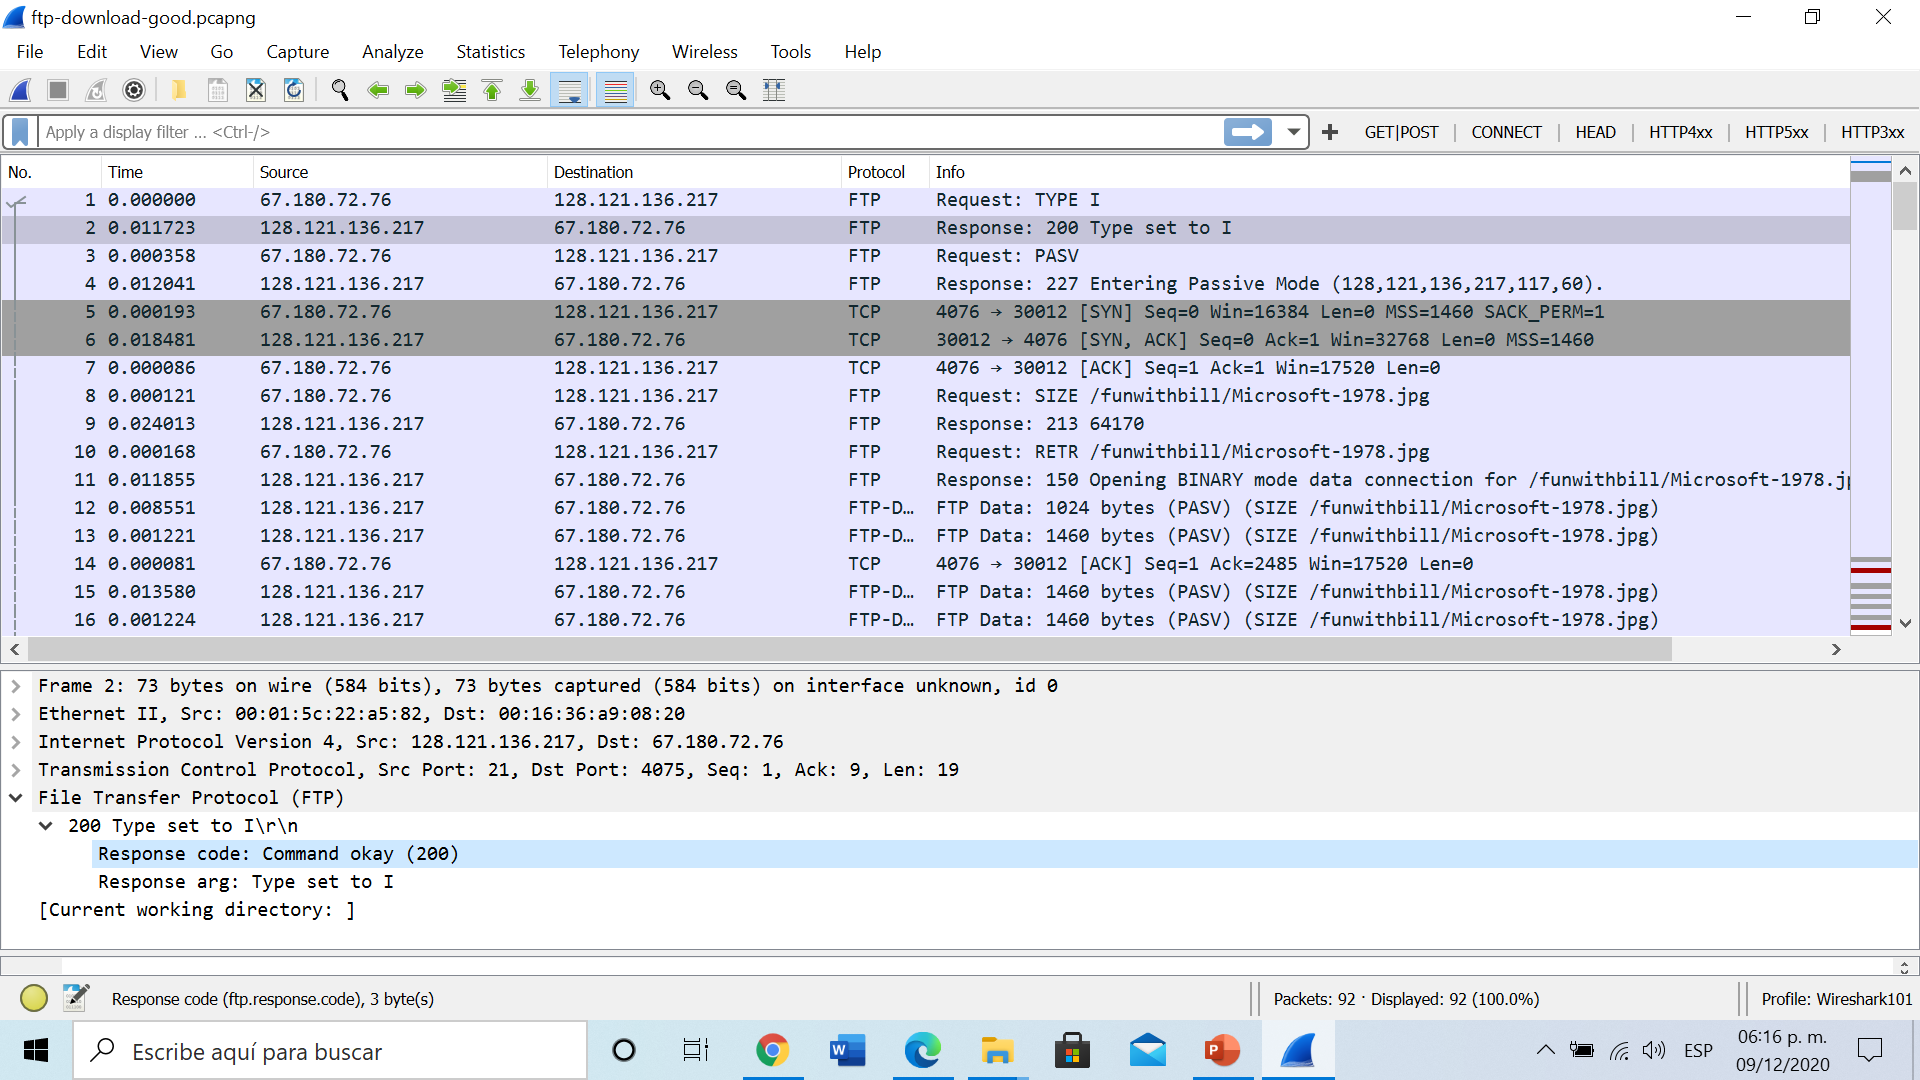 ftp-download-good.pcapng
File Edit View Go Capture Analyze Statistics Telephony Wireless Tools Help
Apply a display filter ... <Ctrl-/> GET|POST CONNECT HEAD HTTP4xx HTTP5xx HTTP3xx
No. Time Source Destination Protocol Info
1 0.000000 67.180.72.76 128.121.136.217 FTP Request: TYPE I
2 0.011723 128.121.136.217 67.180.72.76 FTP Response: 200 Type set to I
3 0.000358 67.180.72.76 128.121.136.217 FTP Request: PASV
4 0.012041 128.121.136.217 67.180.72.76 FTP Response: 227 Entering Passive Mode (128,121,136,217,117,60).
5 0.000193 67.180.72.76 128.121.136.217 TCP 4076 → 30012 [SYN] Seq=0 Win=16384 Len=0 MSS=1460 SACK_PERM=1
6 0.018481 128.121.136.217 67.180.72.76 TCP 30012 → 4076 [SYN, ACK] Seq=0 Ack=1 Win=32768 Len=0 MSS=1460
7 0.000086 67.180.72.76 128.121.136.217 TCP 4076 → 30012 [ACK] Seq=1 Ack=1 Win=17520 Len=0
8 0.000121 67.180.72.76 128.121.136.217 FTP Request: SIZE /funwithbill/Microsoft-1978.jpg
9 0.024013 128.121.136.217 67.180.72.76 FTP Response: 213 64170
10 0.000168 67.180.72.76 128.121.136.217 FTP Request: RETR /funwithbill/Microsoft-1978.jpg
11 0.011855 128.121.136.217 67.180.72.76 FTP Response: 150 Opening BINARY mode data connection for /funwithbill/Microsoft-1978.jp
12 0.008551 128.121.136.217 67.180.72.76 FTP-D… FTP Data: 1024 bytes (PASV) (SIZE /funwithbill/Microsoft-1978.jpg)
13 0.001221 128.121.136.217 67.180.72.76 FTP-D… FTP Data: 1460 bytes (PASV) (SIZE /funwithbill/Microsoft-1978.jpg)
14 0.000081 67.180.72.76 128.121.136.217 TCP 4076 → 30012 [ACK] Seq=1 Ack=2485 Win=17520 Len=0
15 0.013580 128.121.136.217 67.180.72.76 FTP-D… FTP Data: 1460 bytes (PASV) (SIZE /funwithbill/Microsoft-1978.jpg)
16 0.001224 128.121.136.217 67.180.72.76 FTP-D… FTP Data: 1460 bytes (PASV) (SIZE /funwithbill/Microsoft-1978.jpg)
Frame 2: 73 bytes on wire (584 bits), 73 bytes captured (584 bits) on interface unknown, id 0
Ethernet II, Src: 00:01:5c:22:a5:82, Dst: 00:16:36:a9:08:20
Internet Protocol Version 4, Src: 128.121.136.217, Dst: 67.180.72.76
Transmission Control Protocol, Src Port: 21, Dst Port: 4075, Seq: 1, Ack: 9, Len: 19
File Transfer Protocol (FTP)
200 Type set to I\r\n
Response code: Command okay (200)
Response arg: Type set to I
[Current working directory: ]
Response code (ftp.response.code), 3 byte(s) Packets: 92 · Displayed: 92 (100.0%) Profile: Wireshark101
Escribe aquí para buscar ESP 06:16 p. m.
09/12/2020